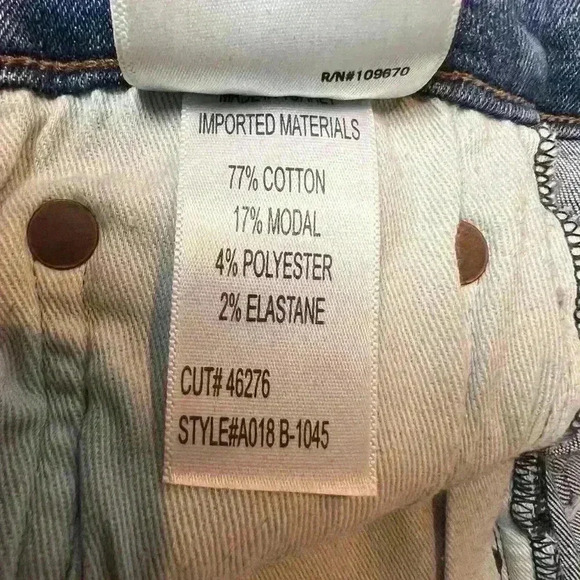 R/N#109670
IMPORTED MATERIALS
77% COTTON
17% MODAL
4% POLYESTER
2% ELASTANE
CUT# 46276
STYLE#A018 B-1045